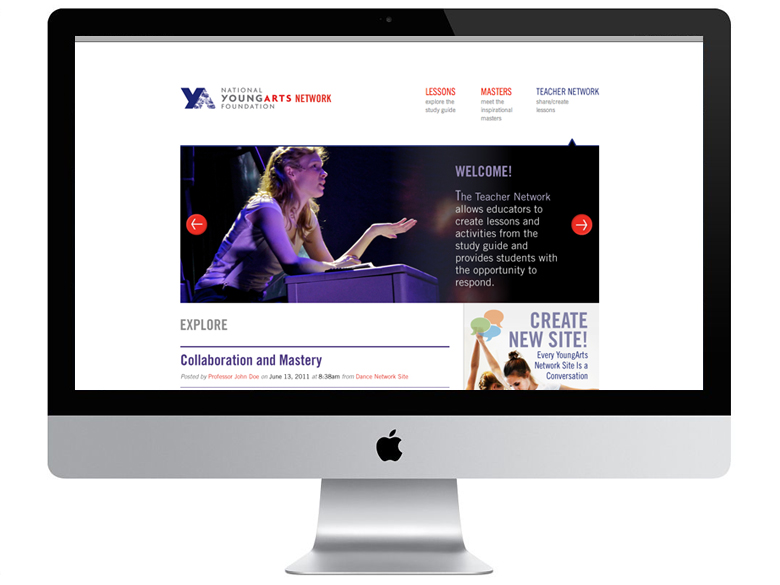 NATIONAL
YOUNGARTS NETWORK
FOUNDATION
LESSONS
explore the
study guide
MASTERS
meet the
inspirational
masters
TEACHER NETWORK
share/create
lessons
WELCOME!
The Teacher Network
allows educators to
create lessons and
activities from the
study guide and
provides students with
the opportunity to
respond.
EXPLORE
Collaboration and Mastery
Posted by Professor John Doe on June 13, 2011 at 8:38am from Dance Network Site
CREATE
NEW SITE!
Every YoungArts
Network Site Is a
Conversation